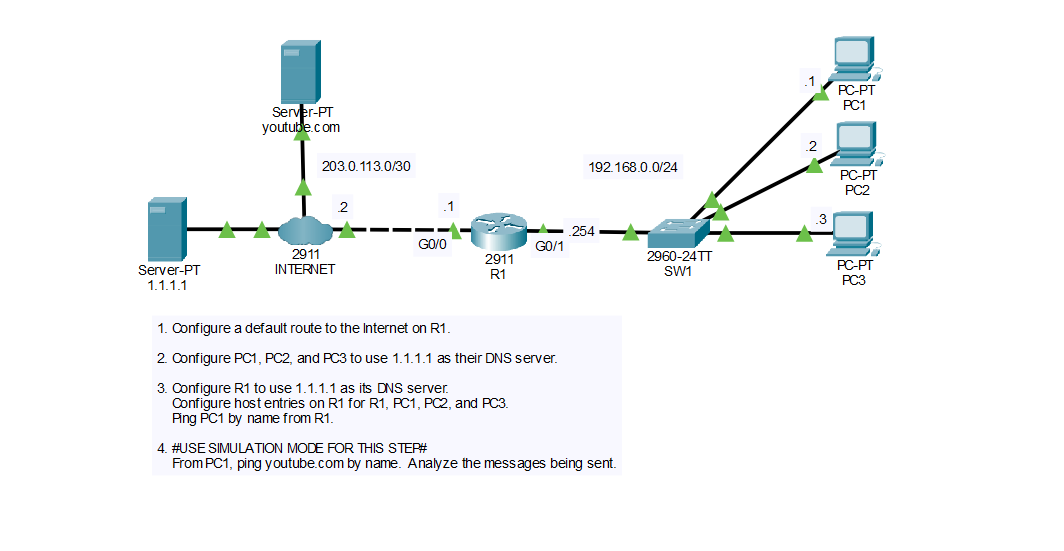 Server-PT
youtube.com
203.0.113.0/30
192.168.0.0/24
.1
PC-PT
PC1
.2
PC-PT
PC2
.3
PC-PT
PC3
Server-PT
1.1.1.1
.2
2911
INTERNET
.1
G0/0
2911
R1
G0/1
.254
2960-24TT
SW1
1. Configure a default route to the Internet on R1.
2. Configure PC1, PC2, and PC3 to use 1.1.1.1 as their DNS server.
3. Configure R1 to use 1.1.1.1 as its DNS server.
Configure host entries on R1 for R1, PC1, PC2, and PC3.
Ping PC1 by name from R1.
4. #USE SIMULATION MODE FOR THIS STEP#
From PC1, ping youtube.com by name. Analyze the messages being sent.